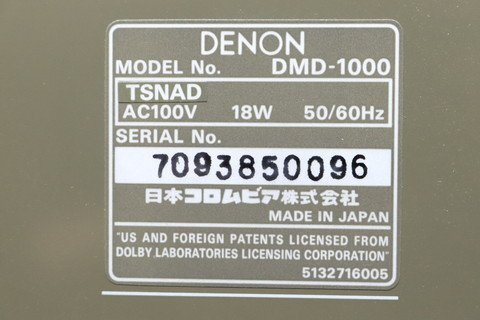 DENON
MODEL No. DMD-1000
TSNAD
AC100V 18W 50/60Hz
SERIAL No.
7093850096
日本コロムビア株式会社
MADE IN JAPAN
"US AND FOREIGN PATENTS LICENSED FROM
DOLBY LABORATORIES LICENSING CORPORATION"
5132716005